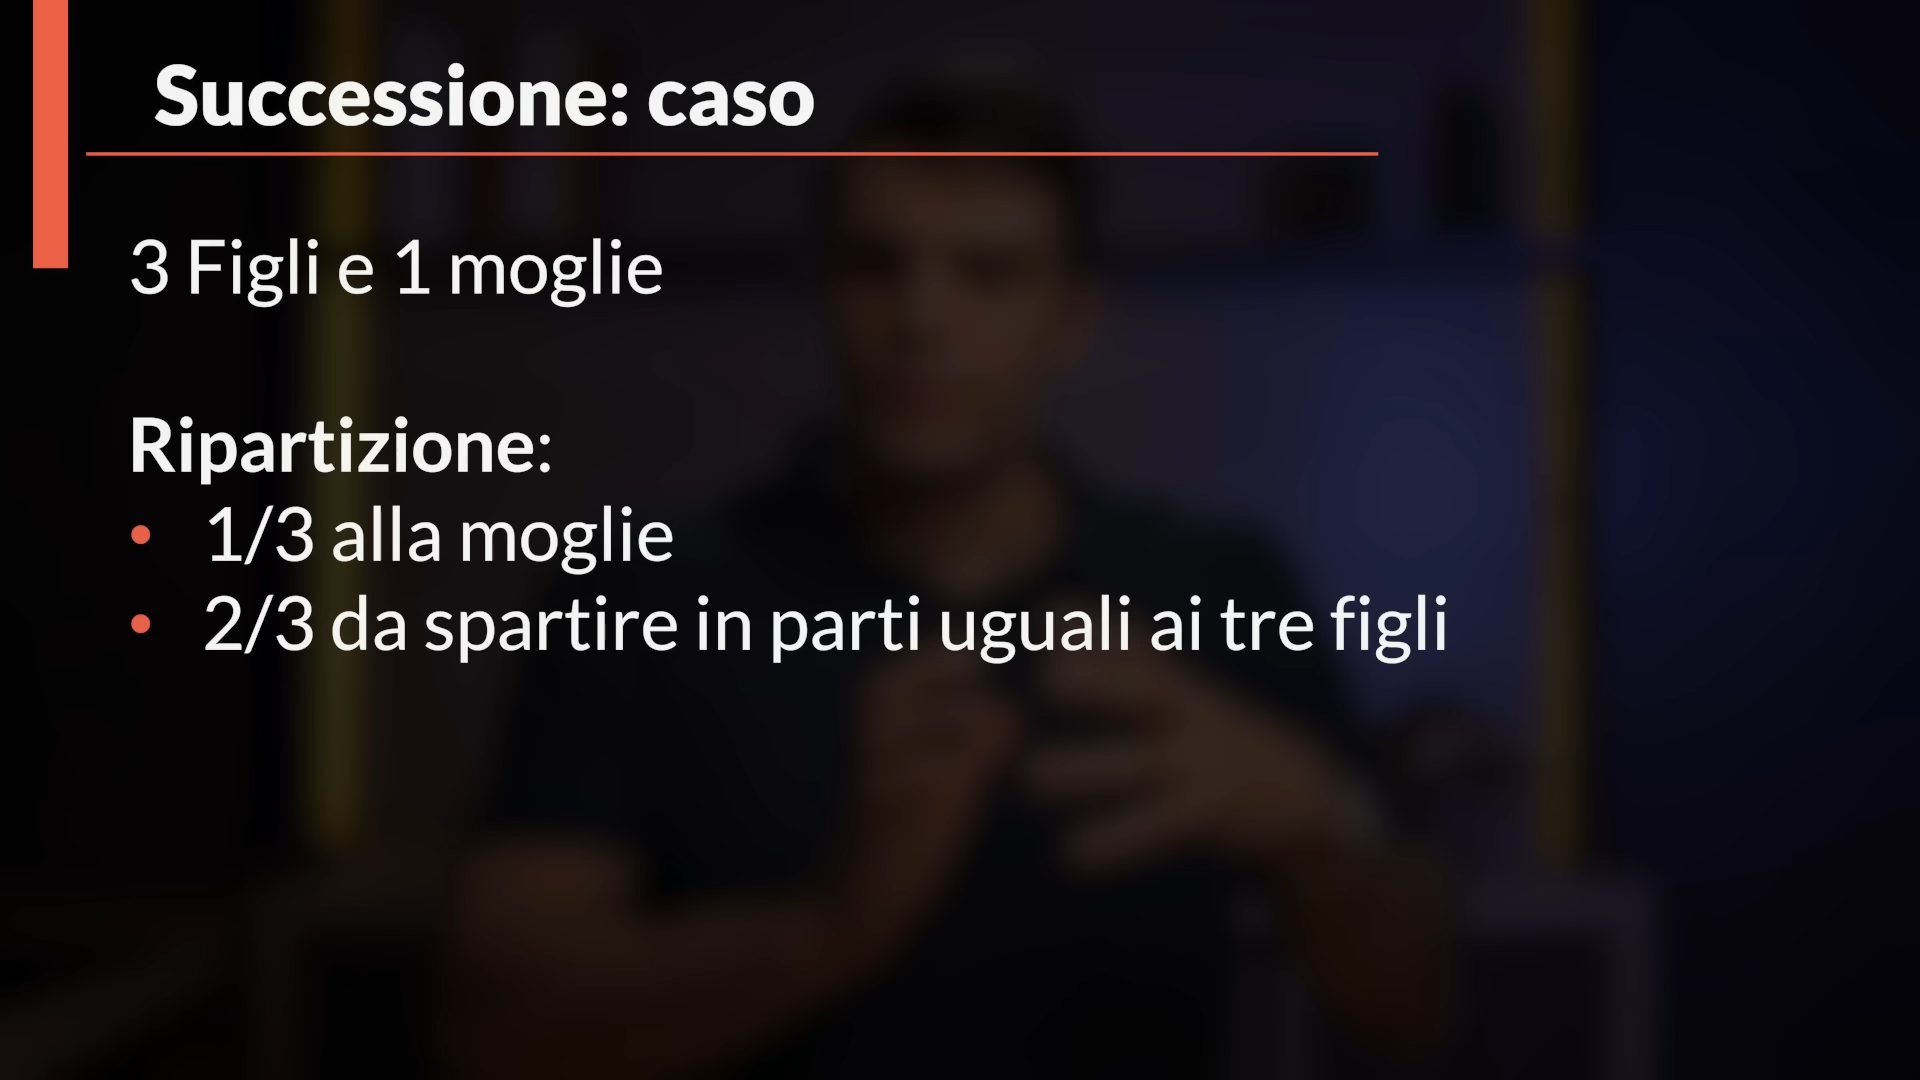 Successione: caso
3 Figli e 1 moglie
Ripartizione:
• 1/3 alla moglie
• 2/3 da spartire in parti uguali ai tre figli